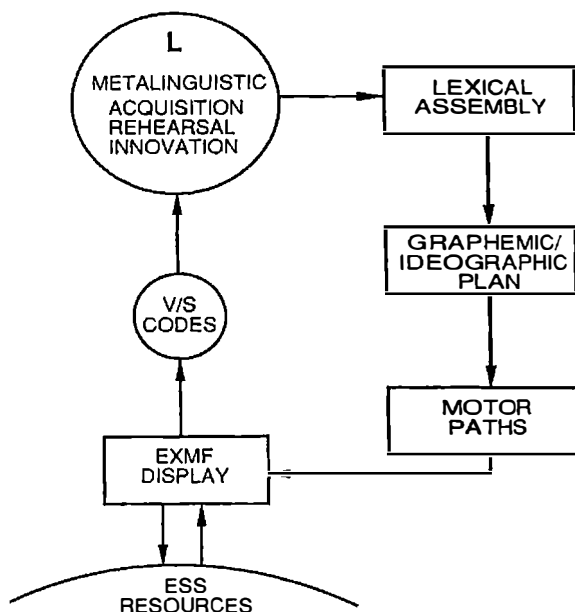 L
METALINGUISTIC
ACQUISITION
REHEARSAL
INNOVATION
LEXICAL
ASSEMBLY
GRAPHEMIC/
IDEOGRAPHIC
PLAN
MOTOR
PATHS
V/S
CODES
EXMF
DISPLAY
ESS
RESOURCES